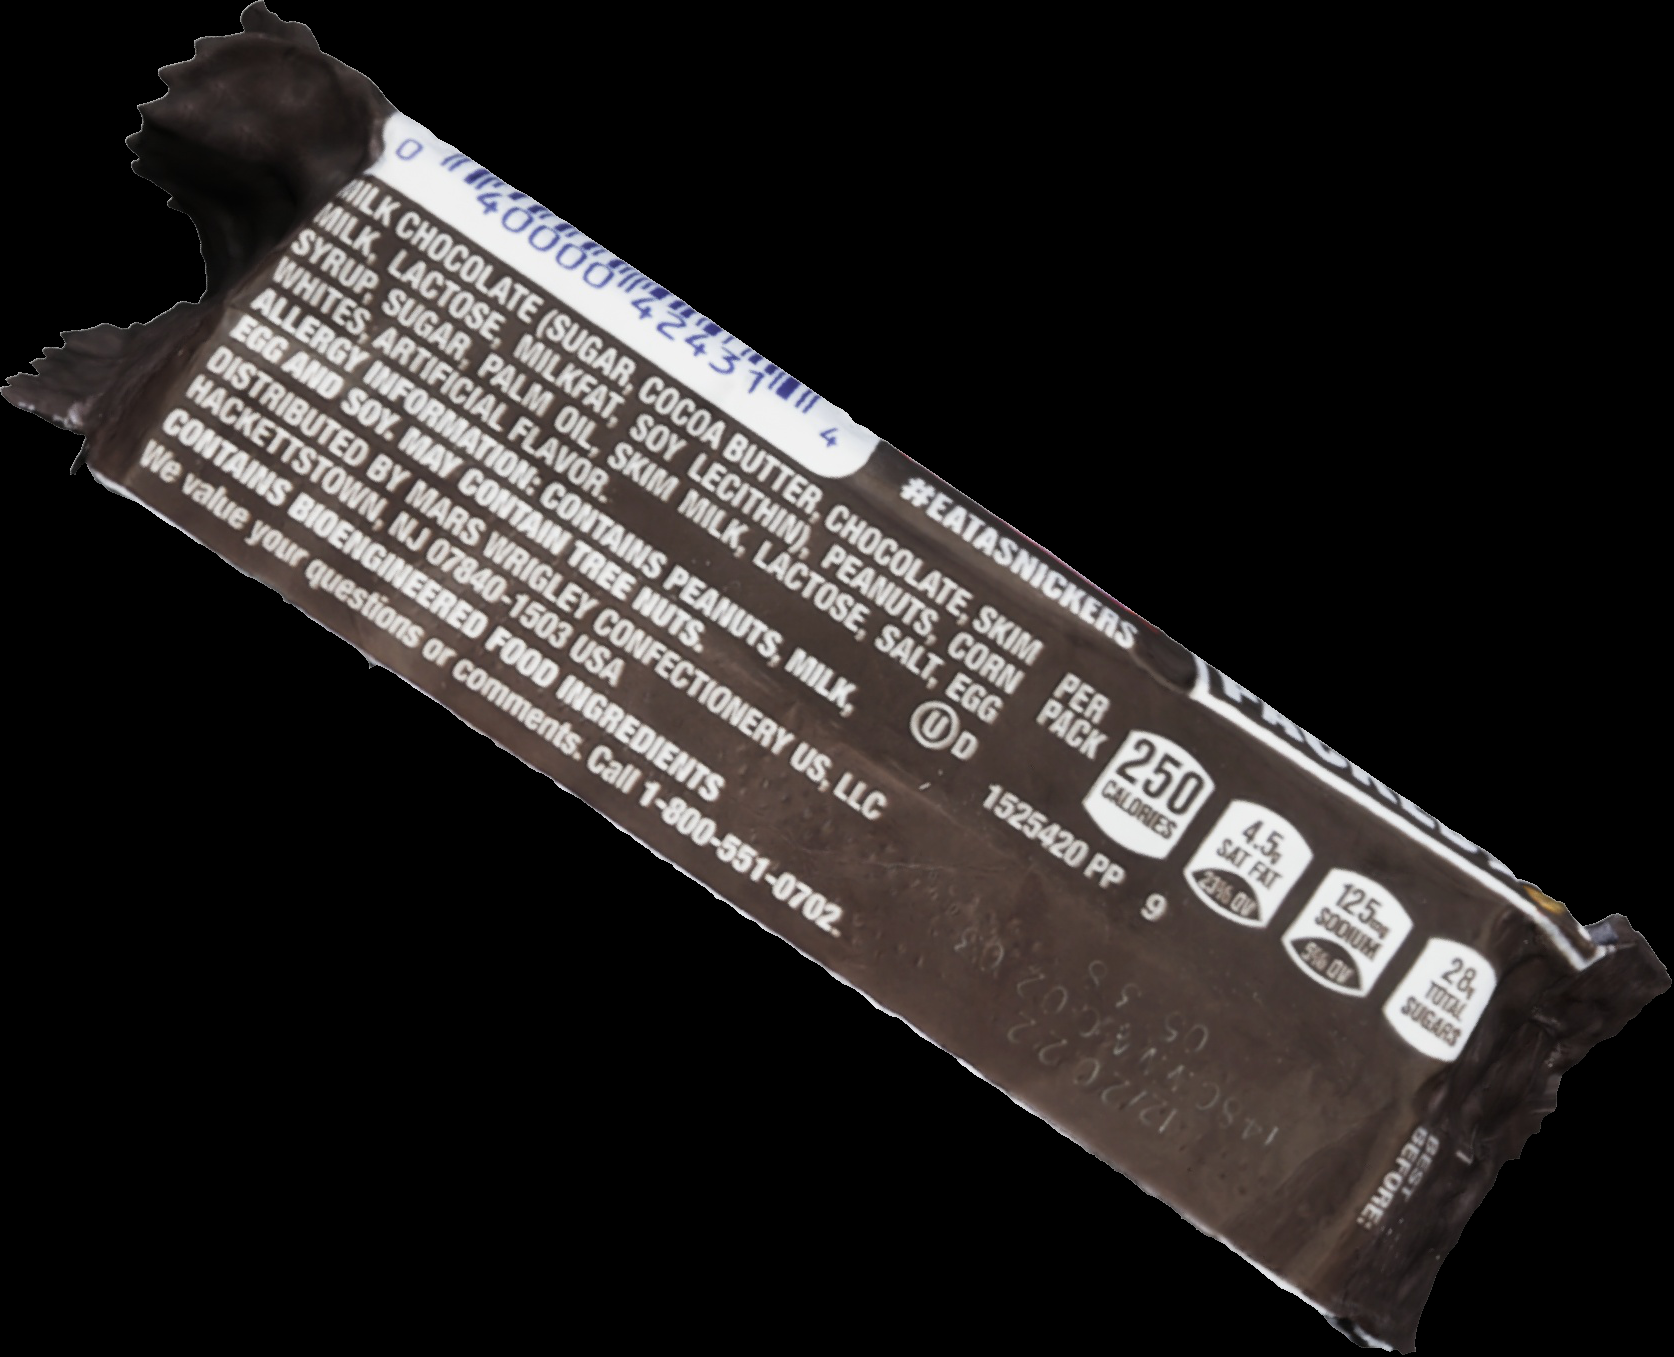 0 40000 42431 4
#EATASNICKERS
MILK CHOCOLATE (SUGAR, COCOA BUTTER, CHOCOLATE, SKIM
MILK, LACTOSE, MILKFAT, SOY LECITHIN), PEANUTS, CORN
SYRUP, SUGAR, PALM OIL, SKIM MILK, LACTOSE, SALT, EGG
WHITES, ARTIFICIAL FLAVOR.
ALLERGY INFORMATION: CONTAINS PEANUTS, MILK,
EGG AND SOY. MAY CONTAIN TREE NUTS.
DISTRIBUTED BY MARS WRIGLEY CONFECTIONERY US, LLC
HACKETTSTOWN, NJ 07840-1503 USA
CONTAINS BIOENGINEERED FOOD INGREDIENTS
We value your questions or comments. Call 1-800-551-0702.
U D
1525420 PP 9
PER
PACK
250
CALORIES
4.5g
SAT FAT
23% DV
125mg
SODIUM
5% DV
28g
TOTAL
SUGARS
BEST
BEFORE: